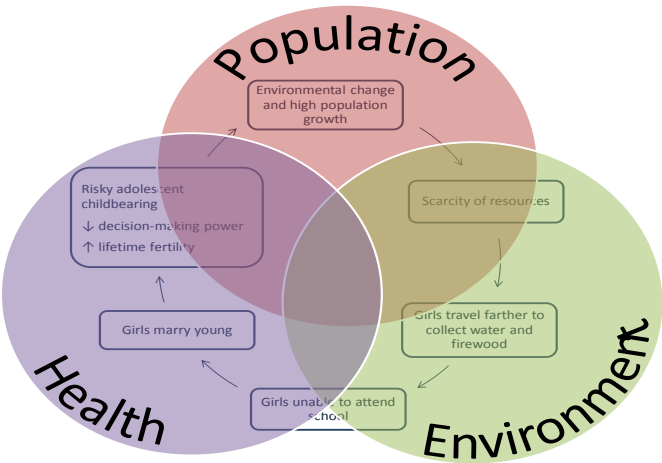 Population
Environmental change
and high population
growth
Scarcity of resources
Girls travel farther to
collect water and
firewood
Girls unable to attend
school
Girls marry young
Risky adolescent
childbearing
↓ decision-making power
↑ lifetime fertility
Health
Environment